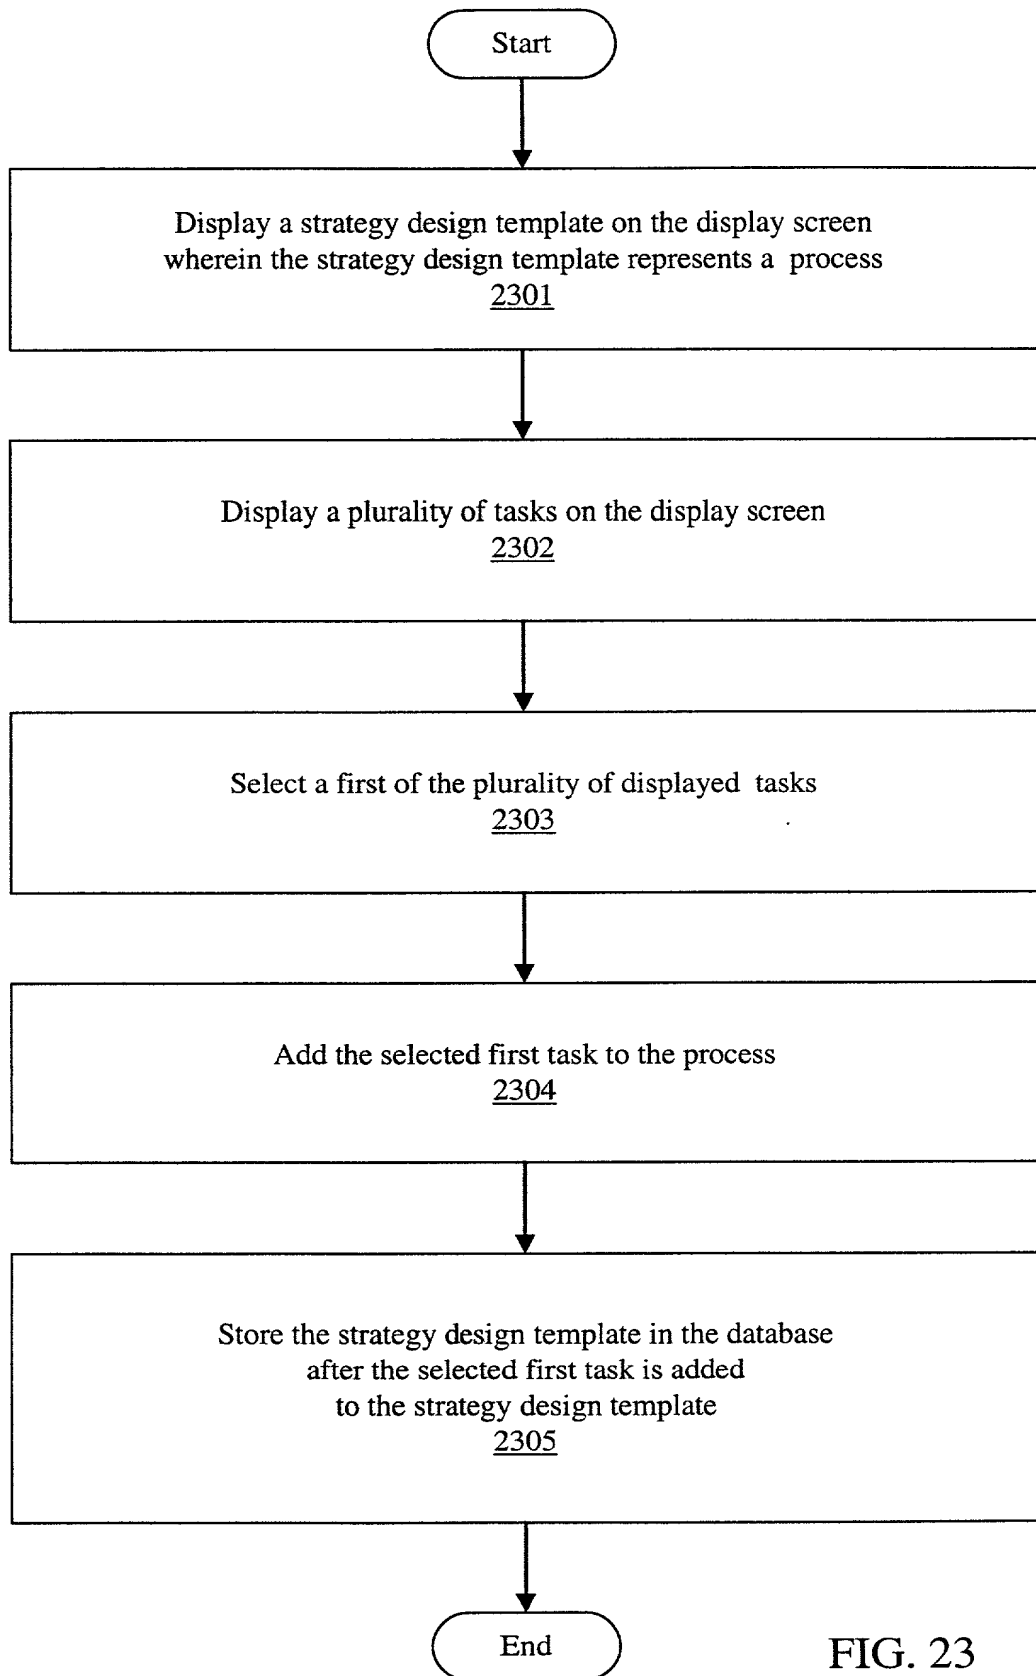 Start
Display a strategy design template on the display screen
wherein the strategy design template represents a process
2301
Display a plurality of tasks on the display screen
2302
Select a first of the plurality of displayed tasks
2303
Add the selected first task to the process
2304
Store the strategy design template in the database
after the selected first task is added
to the strategy design template
2305
End
FIG. 23